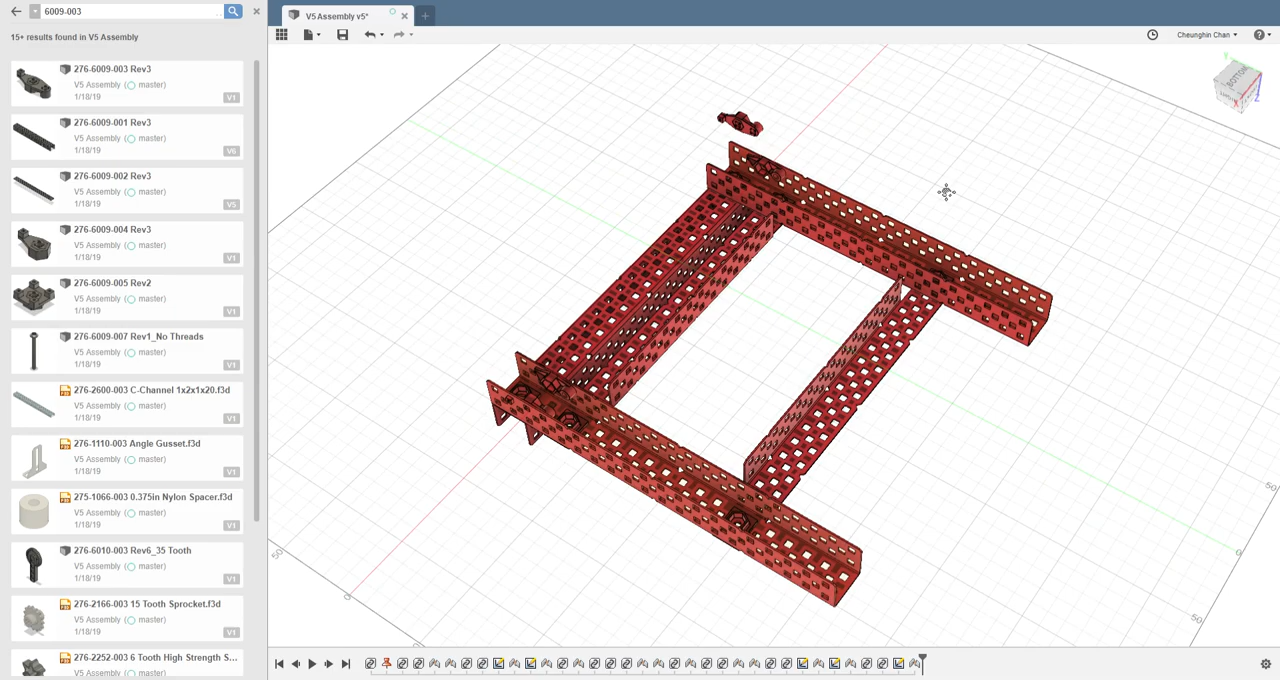 6009-003
V5 Assembly v5*
15+ results found in V5 Assembly
Cheunghin Chan
276-6009-003 Rev3
V5 Assembly (master)
1/18/19
V1
276-6009-001 Rev3
V5 Assembly (master)
1/18/19
V6
276-6009-002 Rev3
V5 Assembly (master)
1/18/19
V5
276-6009-004 Rev3
V5 Assembly (master)
1/18/19
V1
276-6009-005 Rev2
V5 Assembly (master)
1/18/19
V1
276-6009-007 Rev1_No Threads
V5 Assembly (master)
1/18/19
V1
276-2600-003 C-Channel 1x2x1x20.f3d
V5 Assembly (master)
1/18/19
V1
276-1110-003 Angle Gusset.f3d
V5 Assembly (master)
1/18/19
V1
275-1066-003 0.375in Nylon Spacer.f3d
V5 Assembly (master)
1/18/19
V1
276-6010-003 Rev6_35 Tooth
V5 Assembly (master)
1/18/19
V1
276-2166-003 15 Tooth Sprocket.f3d
V5 Assembly (master)
1/18/19
V1
276-2252-003 6 Tooth High Strength S...
V5 Assembly (master)
BOTTOM
Y
X
Z
50
0
50
50
0